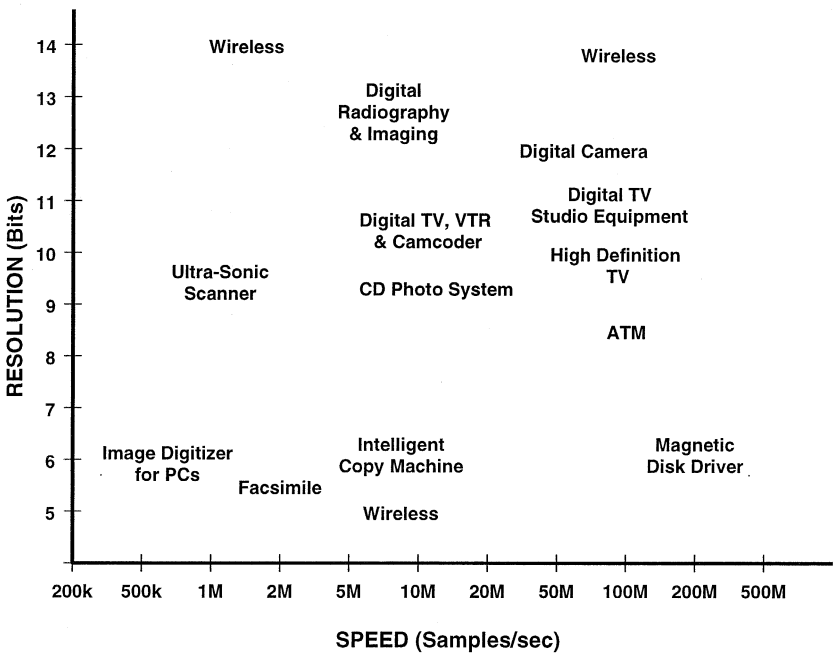 14
Wireless
Wireless
Digital
Radiography
& Imaging
13
12
Digital Camera
11
Digital TV
Studio Equipment
Digital TV, VTR
& Camcoder
10
High Definition
TV
Ultra-Sonic
Scanner
CD Photo System
9
ATM
8
7
Image Digitizer
for PCs
Intelligent
Copy Machine
Magnetic
Disk Driver
6
Facsimile
5
Wireless
RESOLUTION (Bits)
200k 500k 1M 2M 5M 10M 20M 50M 100M 200M 500M
SPEED (Samples/sec)